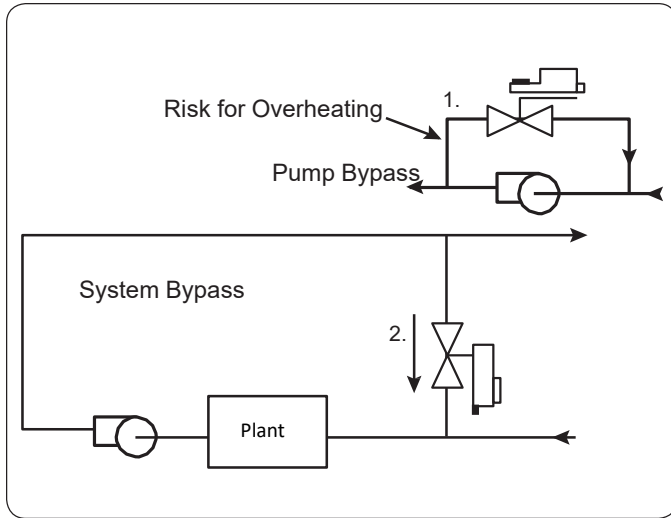 1.
Risk for Overheating
Pump Bypass
System Bypass
2.
Plant